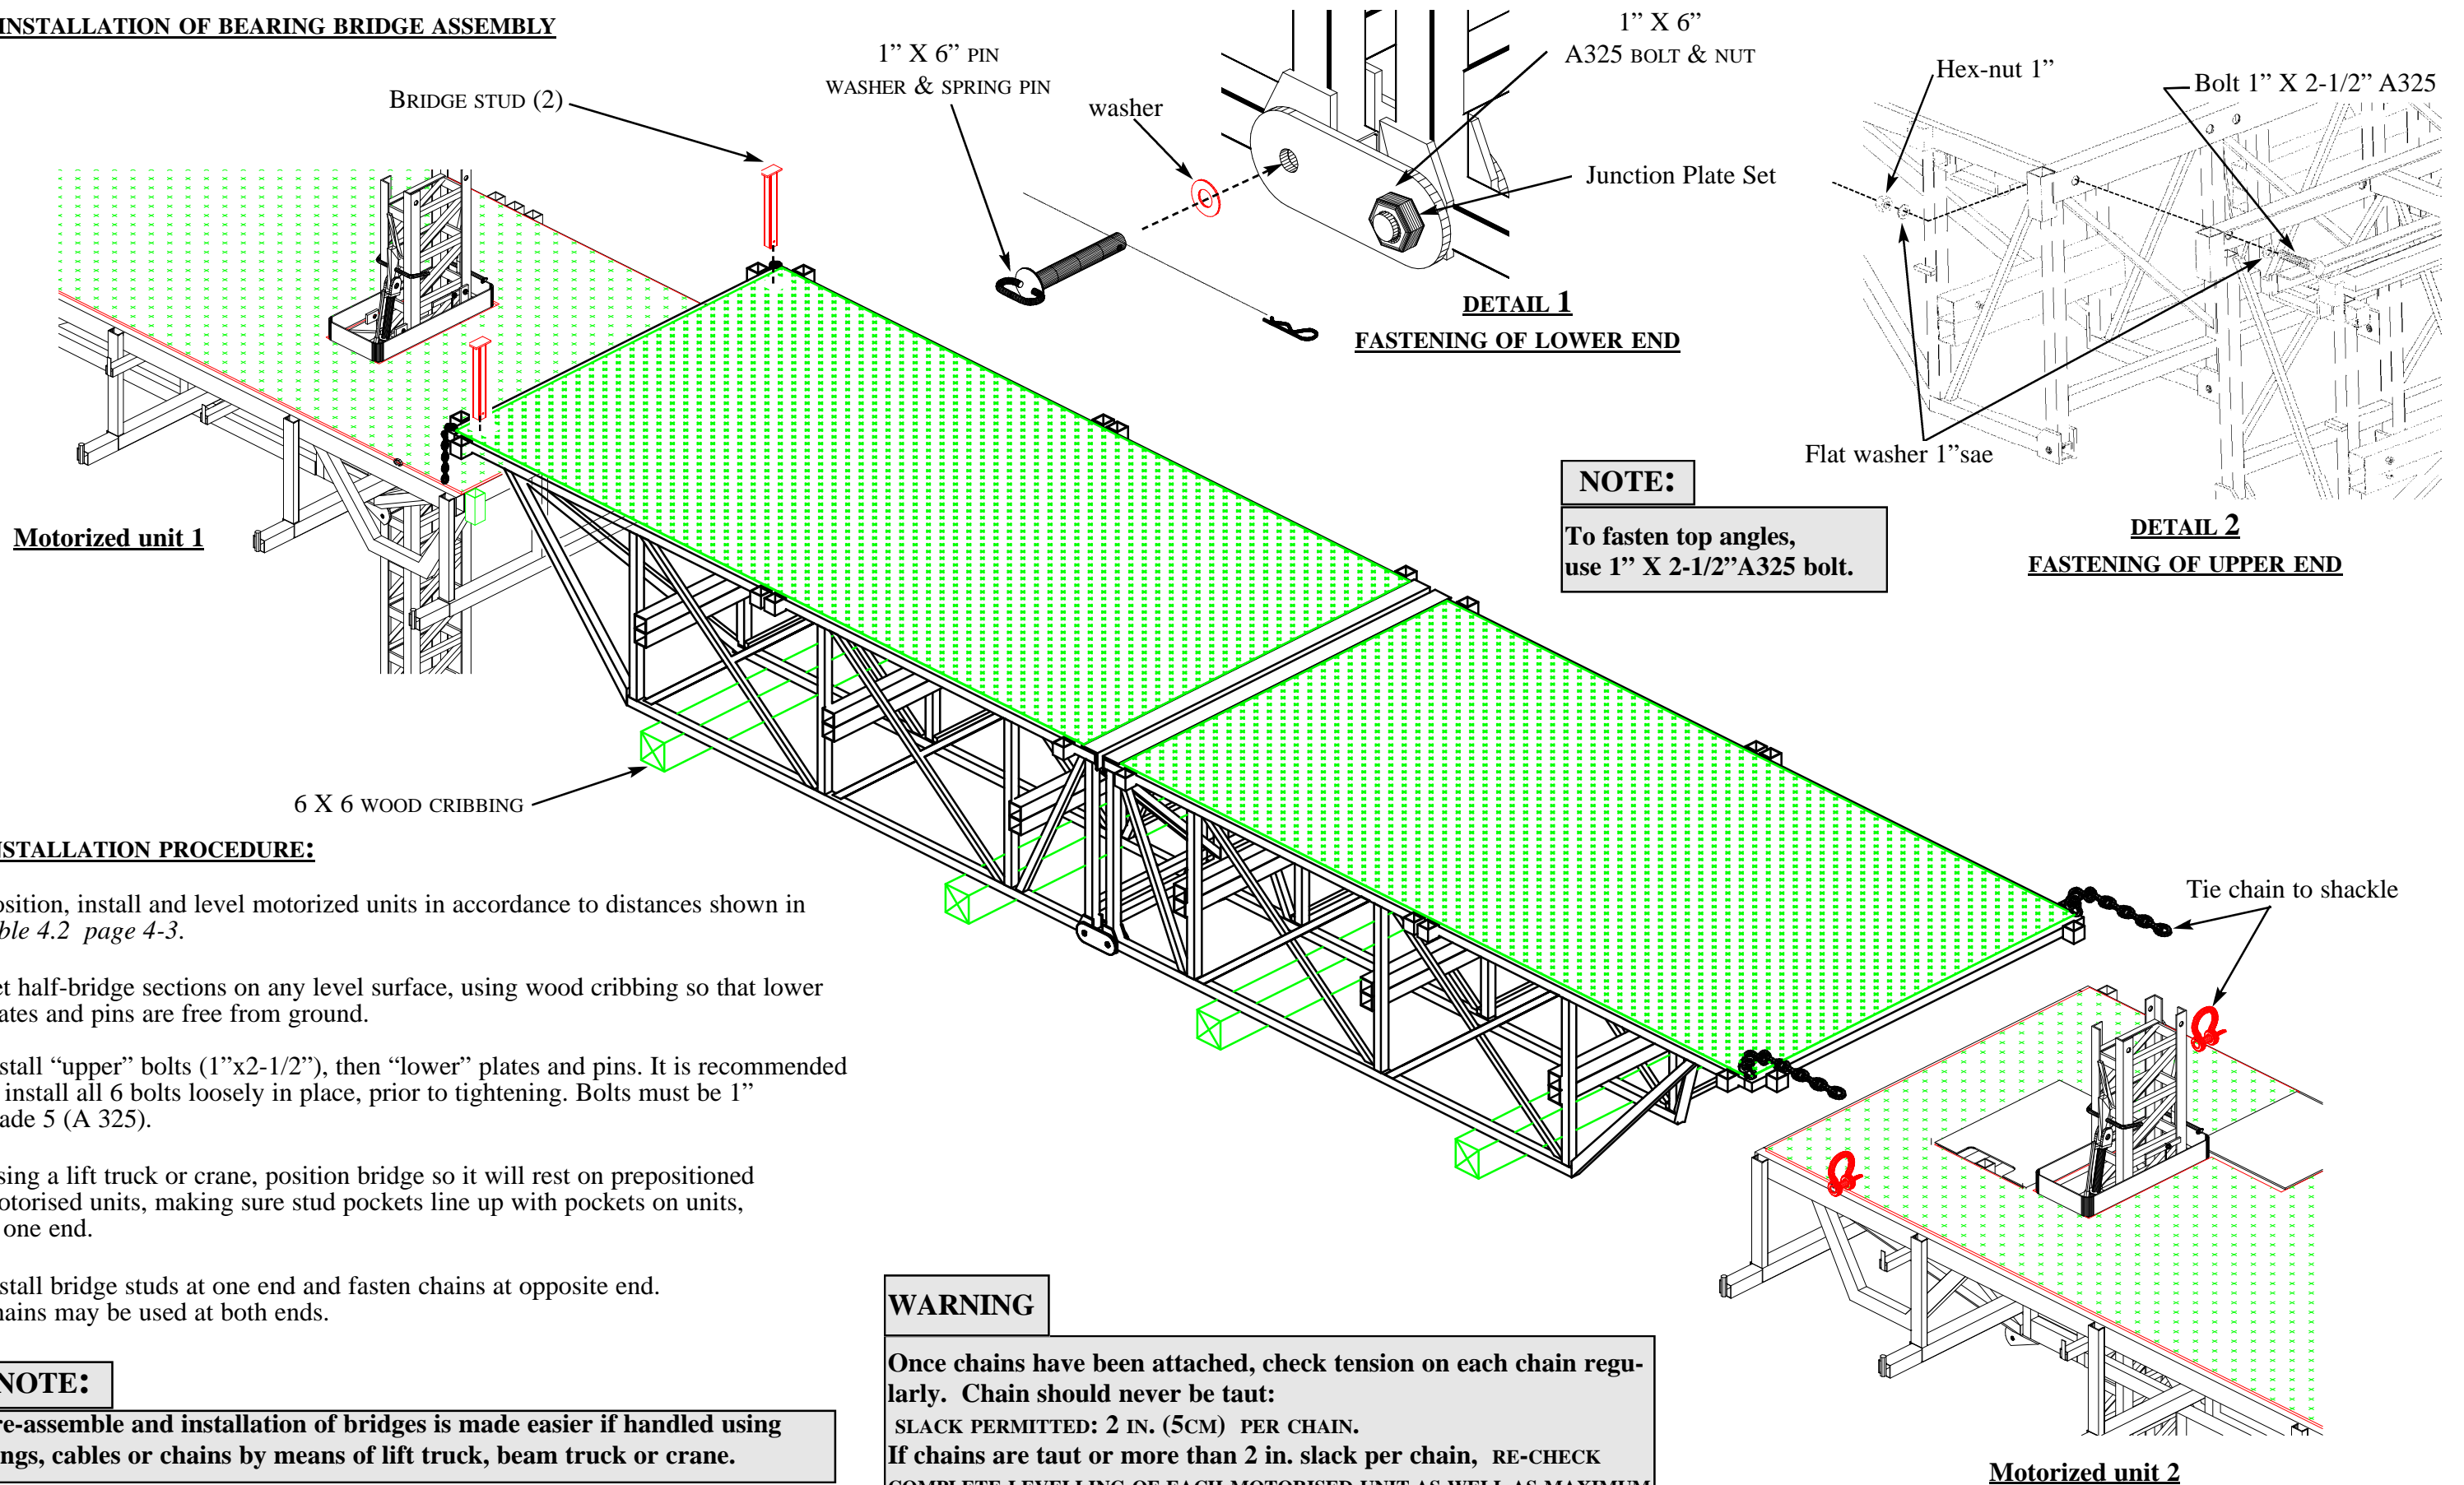 INSTALLATION OF BEARING BRIDGE ASSEMBLY
BRIDGE STUD (2)
1” X 6” PIN
WASHER & SPRING PIN
washer
1” X 6”
A325 BOLT & NUT
Junction Plate Set
DETAIL 1
FASTENING OF LOWER END
Hex-nut 1”
Bolt 1” X 2-1/2” A325
Flat washer 1”sae
DETAIL 2
FASTENING OF UPPER END
NOTE:
To fasten top angles,
use 1” X 2-1/2”A325 bolt.
Motorized unit 1
6 X 6 WOOD CRIBBING
NSTALLATION PROCEDURE:
osition, install and level motorized units in accordance to distances shown in
ble 4.2 page 4-3.
et half-bridge sections on any level surface, using wood cribbing so that lower
ates and pins are free from ground.
stall “upper” bolts (1”x2-1/2”), then “lower” plates and pins. It is recommended
install all 6 bolts loosely in place, prior to tightening. Bolts must be 1”
ade 5 (A 325).
sing a lift truck or crane, position bridge so it will rest on prepositioned
otorised units, making sure stud pockets line up with pockets on units,
one end.
stall bridge studs at one end and fasten chains at opposite end.
hains may be used at both ends.
NOTE:
re-assemble and installation of bridges is made easier if handled using
ngs, cables or chains by means of lift truck, beam truck or crane.
WARNING
Once chains have been attached, check tension on each chain regu-
larly. Chain should never be taut:
SLACK PERMITTED: 2 IN. (5CM) PER CHAIN.
If chains are taut or more than 2 in. slack per chain, RE-CHECK
COMPLETE LEVELLING OF EACH MOTORISED UNIT AS WELL AS MAXIMUM
Tie chain to shackle
Motorized unit 2